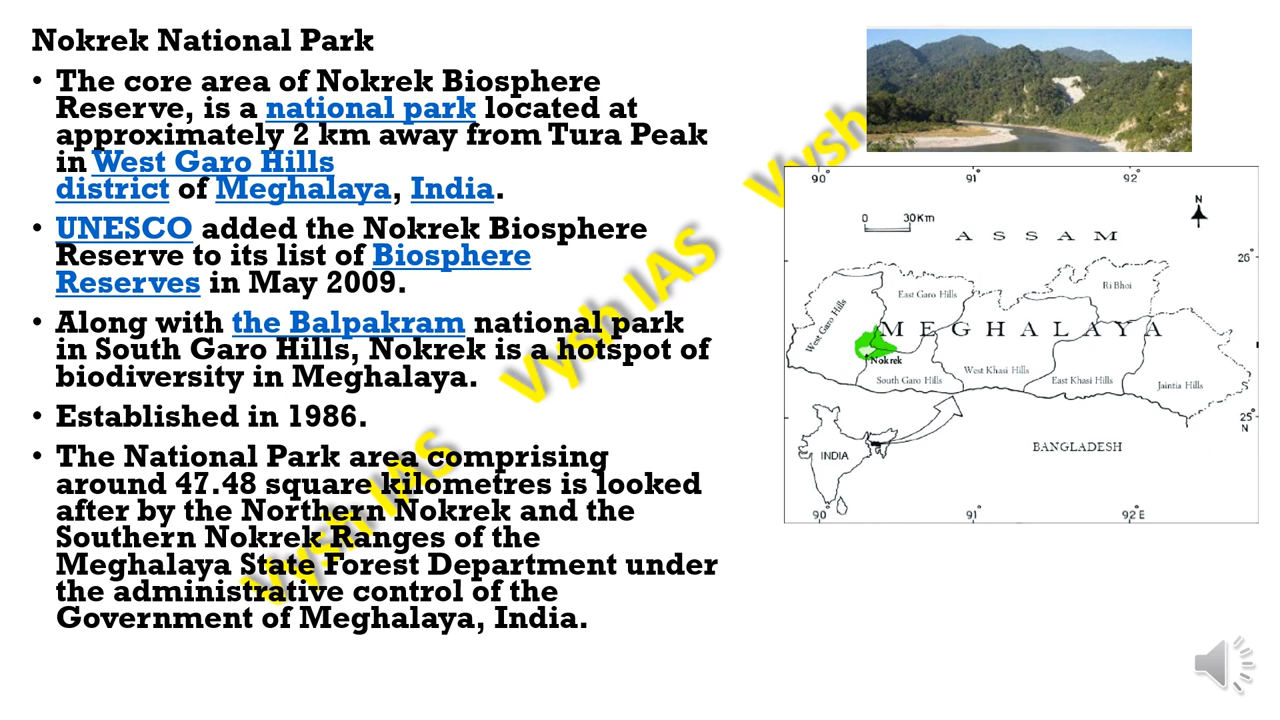 Nokrek National Park
• The core area of Nokrek Biosphere
Reserve, is a national park located at
approximately 2 km away from Tura Peak
in West Garo Hills
district of Meghalaya, India.
• UNESCO added the Nokrek Biosphere
Reserve to its list of Biosphere
Reserves in May 2009.
• Along with the Balpakram national park
in South Garo Hills, Nokrek is a hotspot of
biodiversity in Meghalaya.
• Established in 1986.
• The National Park area comprising
around 47.48 square kilometres is looked
after by the Northern Nokrek and the
Southern Nokrek Ranges of the
Meghalaya State Forest Department under
the administrative control of the
Government of Meghalaya, India.
Vysh IAS
Vysh IAS
Vysh
90°
91°
92°
N
0 30Km
A S S A M
26°
Ri Bhoi
East Garo Hills
West Garo Hills
M E G H A L A Y A
Nokrek
West Khasi Hills
South Garo Hills
East Khasi Hills
Jaintia Hills
25°
N
INDIA
BANGLADESH
90°
91°
92°E